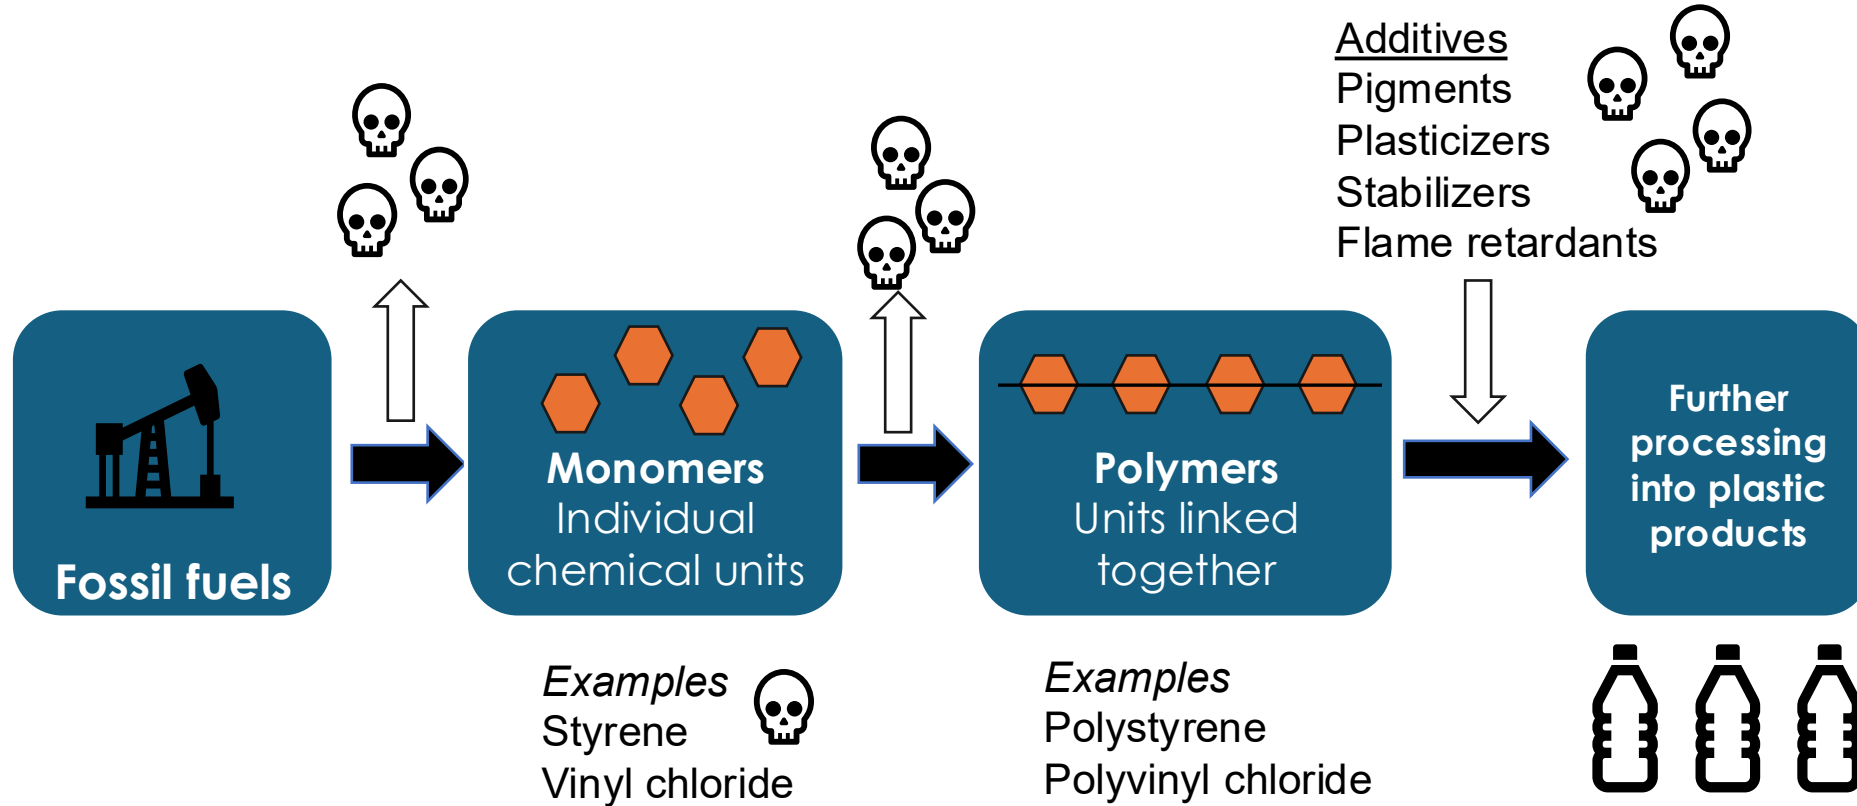 Additives
Pigments
Plasticizers
Stabilizers
Flame retardants
Fossil fuels
Monomers
Individual
chemical units
Polymers
Units linked
together
Further
processing
into plastic
products
Examples
Styrene
Vinyl chloride
Examples
Polystyrene
Polyvinyl chloride